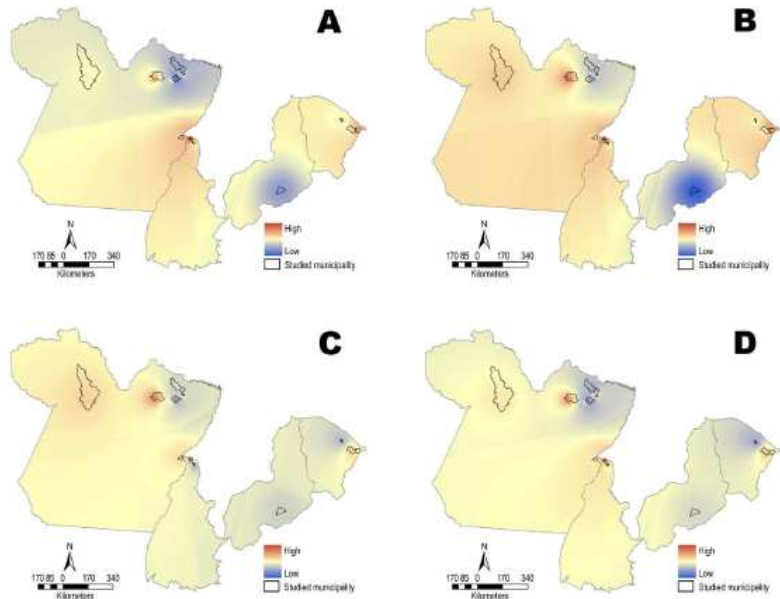 A
N
170 85 0 170 340
Kilometers
High
Low
Studied municipality
B
N
170 85 0 170 340
Kilometers
High
Low
Studied municipality
C
N
170 85 0 170 340
Kilometers
High
Low
Studied municipality
D
N
170 85 0 170 340
Kilometers
High
Low
Studied municipality